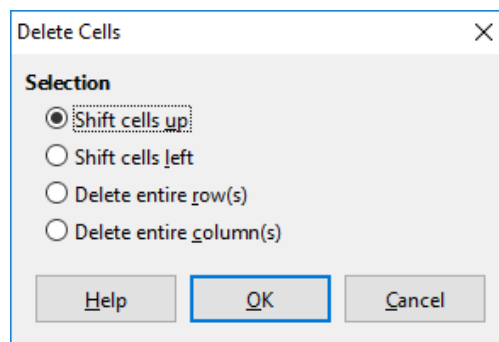 Delete Cells
Selection
Shift cells up
Shift cells left
Delete entire row(s)
Delete entire column(s)
Help OK Cancel